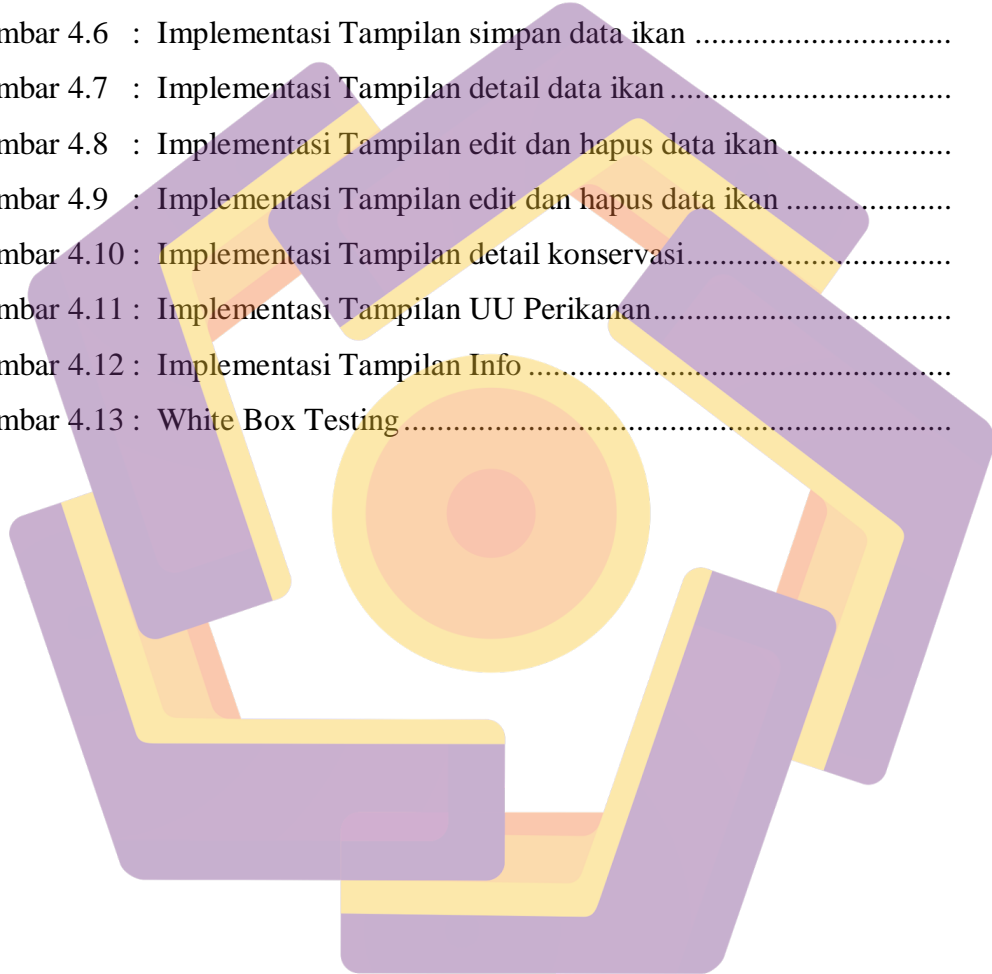 mbar 4.6 : Implementasi Tampilan simpan data ikan ............................
mbar 4.7 : Implementasi Tampilan detail data ikan ...............................
mbar 4.8 : Implementasi Tampilan edit dan hapus data ikan ..................
mbar 4.9 : Implementasi Tampilan edit dan hapus data ikan ..................
mbar 4.10 : Implementasi Tampilan detail konservasi.............................
mbar 4.11 : Implementasi Tampilan UU Perikanan.................................
mbar 4.12 : Implementasi Tampilan Info ..............................................
mbar 4.13 : White Box Testing............................................................